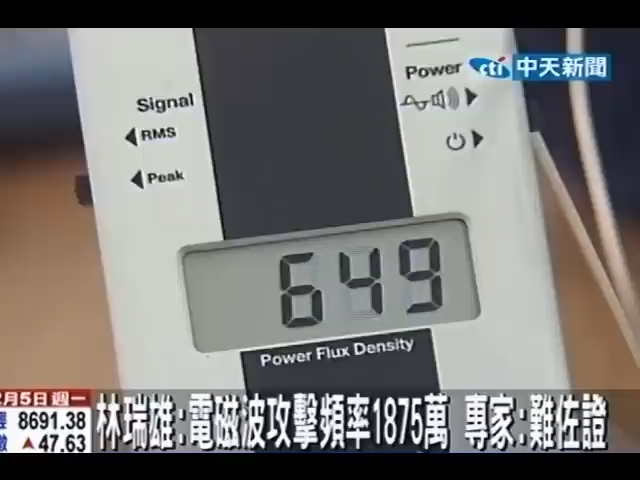 cti 中天新聞
Power
Signal
RMS
Peak
649
Power Flux Density
2月5日 週一
8691.38
▲ 47.63
林瑞雄:電磁波攻擊頻率1875萬 專家:難佐證